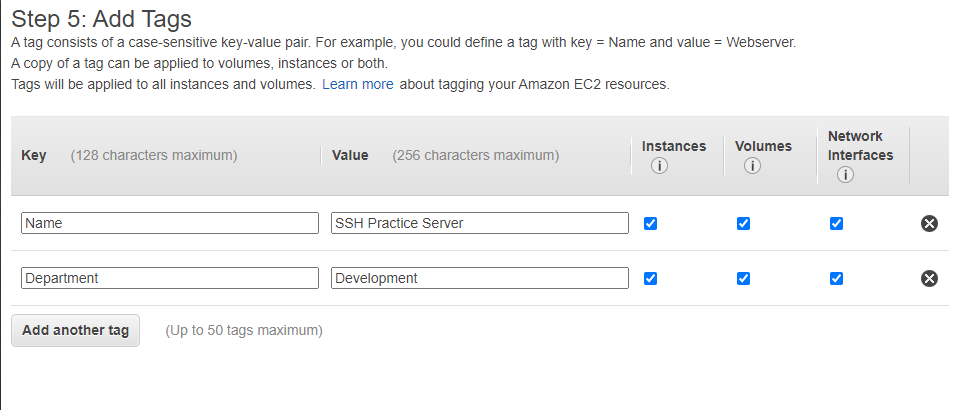 Step 5: Add Tags
A tag consists of a case-sensitive key-value pair. For example, you could define a tag with key = Name and value = Webserver.
A copy of a tag can be applied to volumes, instances or both.
Tags will be applied to all instances and volumes. Learn more about tagging your Amazon EC2 resources.
Key (128 characters maximum) Value (256 characters maximum) Instances Volumes Network Interfaces
Name SSH Practice Server
Department Development
Add another tag (Up to 50 tags maximum)